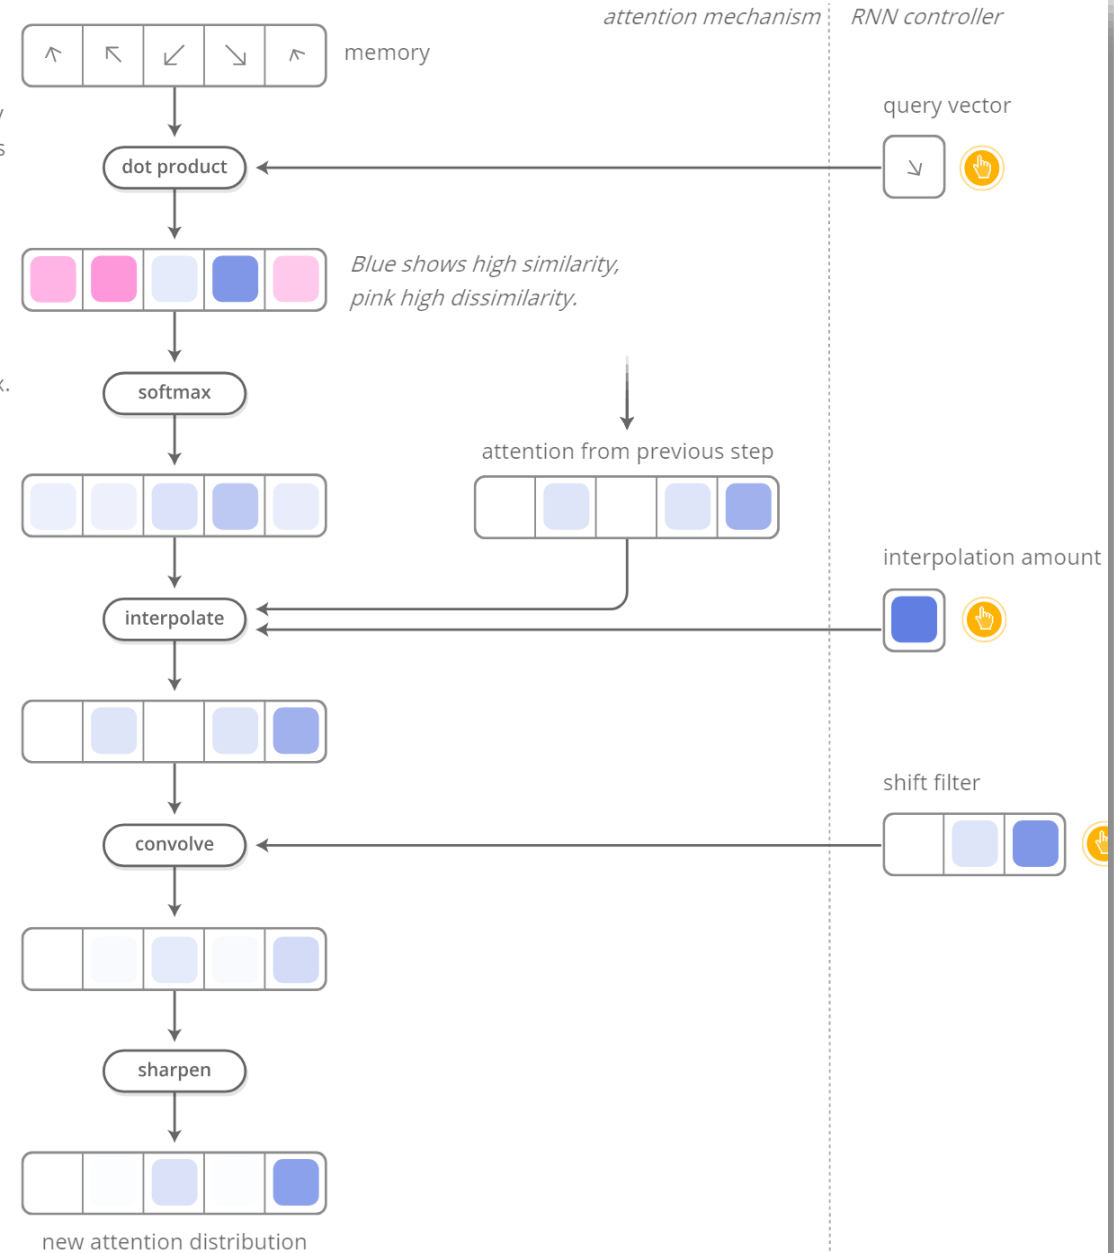 attention mechanism
RNN controller
memory
query vector
dot product
Blue shows high similarity,
pink high dissimilarity.
softmax
attention from previous step
interpolation amount
interpolate
shift filter
convolve
sharpen
new attention distribution